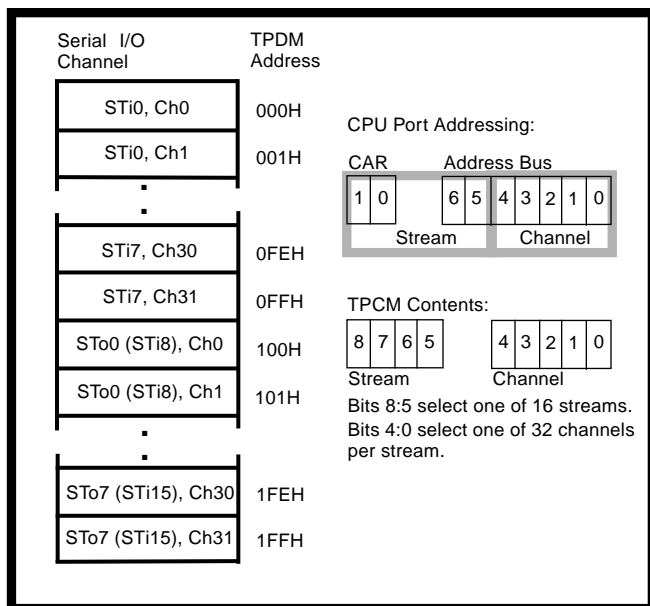 Serial I/O Channel
TPDM Address
STi0, Ch0
000H
STi0, Ch1
001H
STi7, Ch30
0FEH
STi7, Ch31
0FFH
STo0 (STi8), Ch0
100H
STo0 (STi8), Ch1
101H
STo7 (STi15), Ch30
1FEH
STo7 (STi15), Ch31
1FFH
CPU Port Addressing:
CAR
Address Bus
1 0
6 5 4 3 2 1 0
Stream
Channel
TPCM Contents:
8 7 6 5
4 3 2 1 0
Stream
Channel
Bits 8:5 select one of 16 streams.
Bits 4:0 select one of 32 channels
per stream.